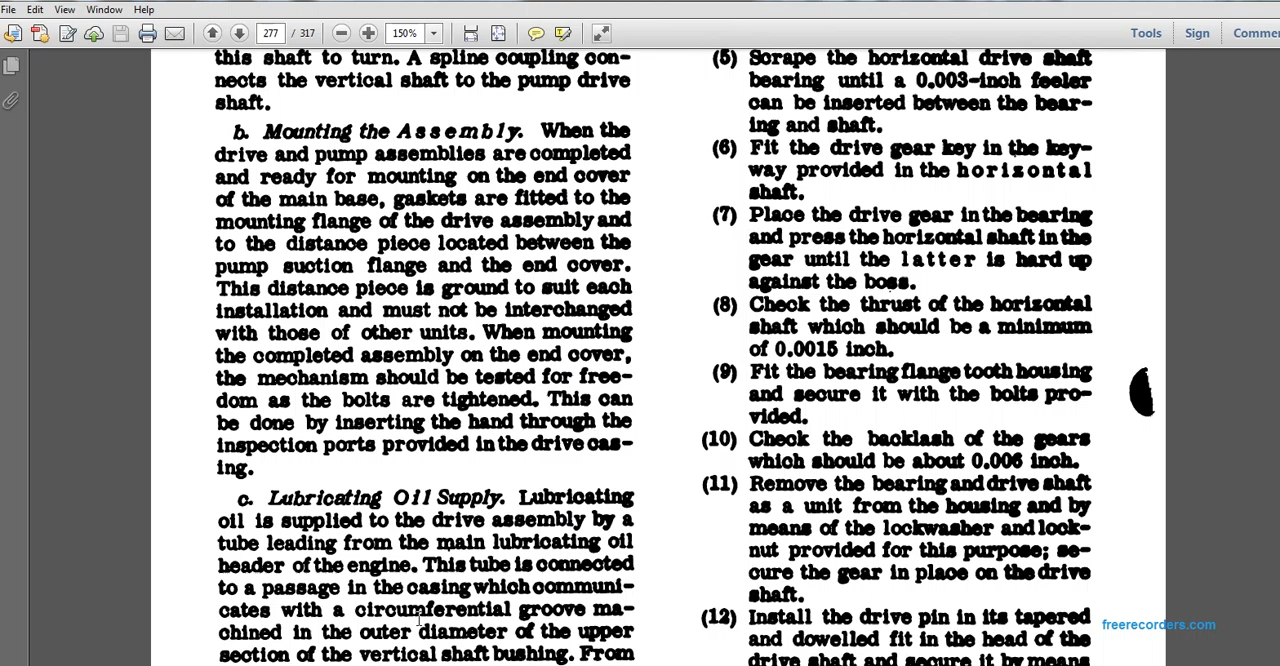 File Edit View Window Help
277 / 317 150% Tools Sign Comme
this shaft to turn. A spline coupling con-
nects the vertical shaft to the pump drive
shaft.
b. Mounting the Assembly. When the
drive and pump assemblies are completed
and ready for mounting on the end cover
of the main base, gaskets are fitted to the
mounting flange of the drive assembly and
to the distance piece located between the
pump suction flange and the end cover.
This distance piece is ground to suit each
installation and must not be interchanged
with those of other units. When mounting
the completed assembly on the end cover,
the mechanism should be tested for free-
dom as the bolts are tightened. This can
be done by inserting the hand through the
inspection ports provided in the drive cas-
ing.
c. Lubricating Oil Supply. Lubricating
oil is supplied to the drive assembly by a
tube leading from the main lubricating oil
header of the engine. This tube is connected
to a passage in the casing which communi-
cates with a circumferential groove ma-
chined in the outer diameter of the upper
section of the vertical shaft bushing. From
(5) Scrape the horizontal drive shaft
bearing until a 0.003-inch feeler
can be inserted between the bear-
ing and shaft.
(6) Fit the drive gear key in the key-
way provided in the horizontal
shaft.
(7) Place the drive gear in the bearing
and press the horizontal shaft in the
gear until the latter is hard up
against the boss.
(8) Check the thrust of the horizontal
shaft which should be a minimum
of 0.0015 inch.
(9) Fit the bearing flange tooth housing
and secure it with the bolts pro-
vided.
(10) Check the backlash of the gears
which should be about 0.006 inch.
(11) Remove the bearing and drive shaft
as a unit from the housing and by
means of the lockwasher and lock-
nut provided for this purpose; se-
cure the gear in place on the drive
shaft.
(12) Install the drive pin in its tapered
and dowelled fit in the head of the
drive shaft and secure it by means
freerecorders.com